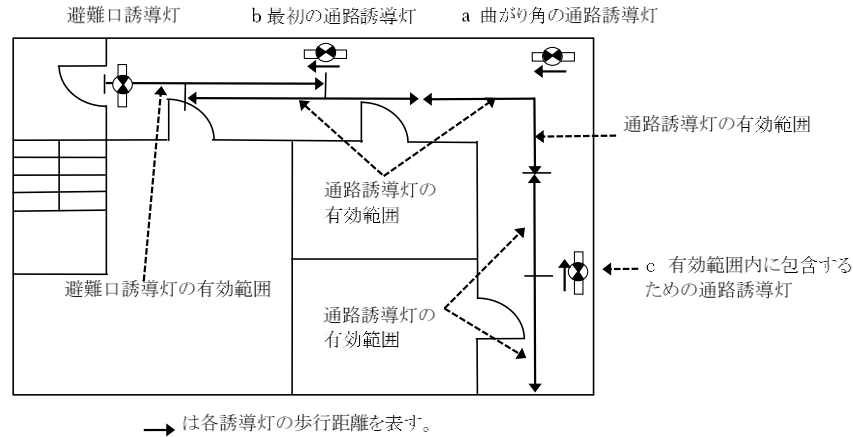 避難口誘導灯
b 最初の通路誘導灯
a 曲がり角の通路誘導灯
通路誘導灯の有効範囲
通路誘導灯の
有効範囲
c 有効範囲内に包含する
ための通路誘導灯
避難口誘導灯の有効範囲
通路誘導灯の
有効範囲
は各誘導灯の歩行距離を表す。